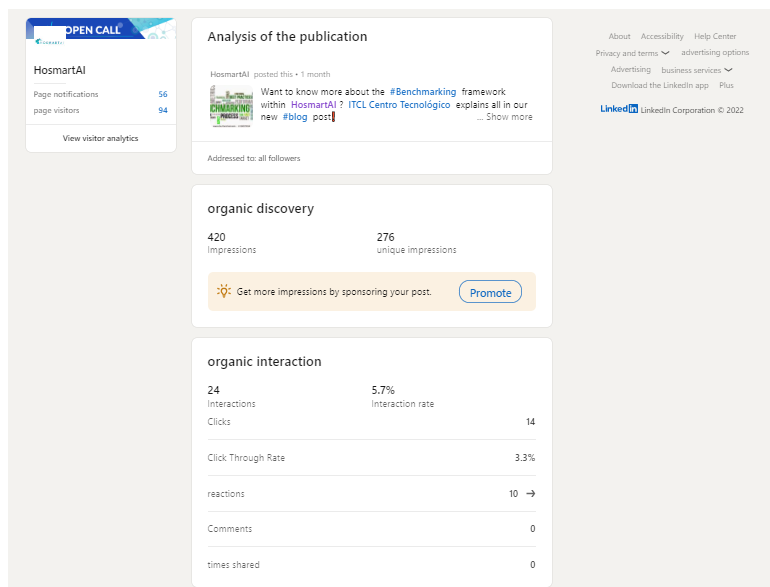 OPEN CALL
HosmartAI
Page notifications 56
page visitors 94
View visitor analytics
Analysis of the publication
HosmartAI posted this • 1 month
Want to know more about the #Benchmarking framework
within HosmartAI ? ITCL Centro Tecnológico explains all in our
new #blog post
... Show more
CHMARKING
PROCESS
Addressed to: all followers
organic discovery
420
Impressions
276
unique impressions
Get more impressions by sponsoring your post.
Promote
organic interaction
24
Interactions
5.7%
Interaction rate
Clicks 14
Click Through Rate 3.3%
reactions 10 →
Comments 0
times shared 0
About Accessibility Help Center
Privacy and terms advertising options
Advertising business services
Download the LinkedIn app Plus
LinkedIn LinkedIn Corporation © 2022